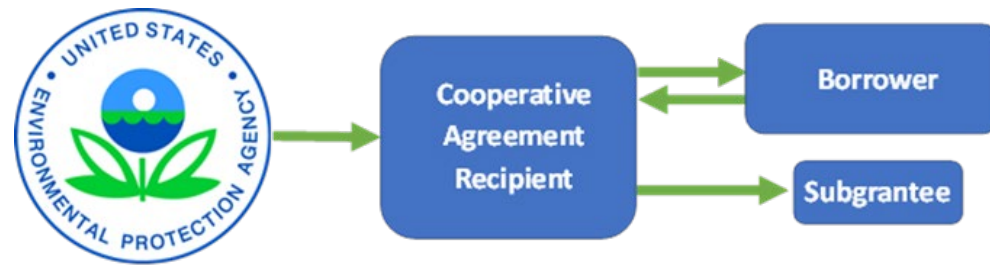 • UNITED STATES •
ENVIRONMENTAL PROTECTION AGENCY
Cooperative
Agreement
Recipient
Borrower
Subgrantee